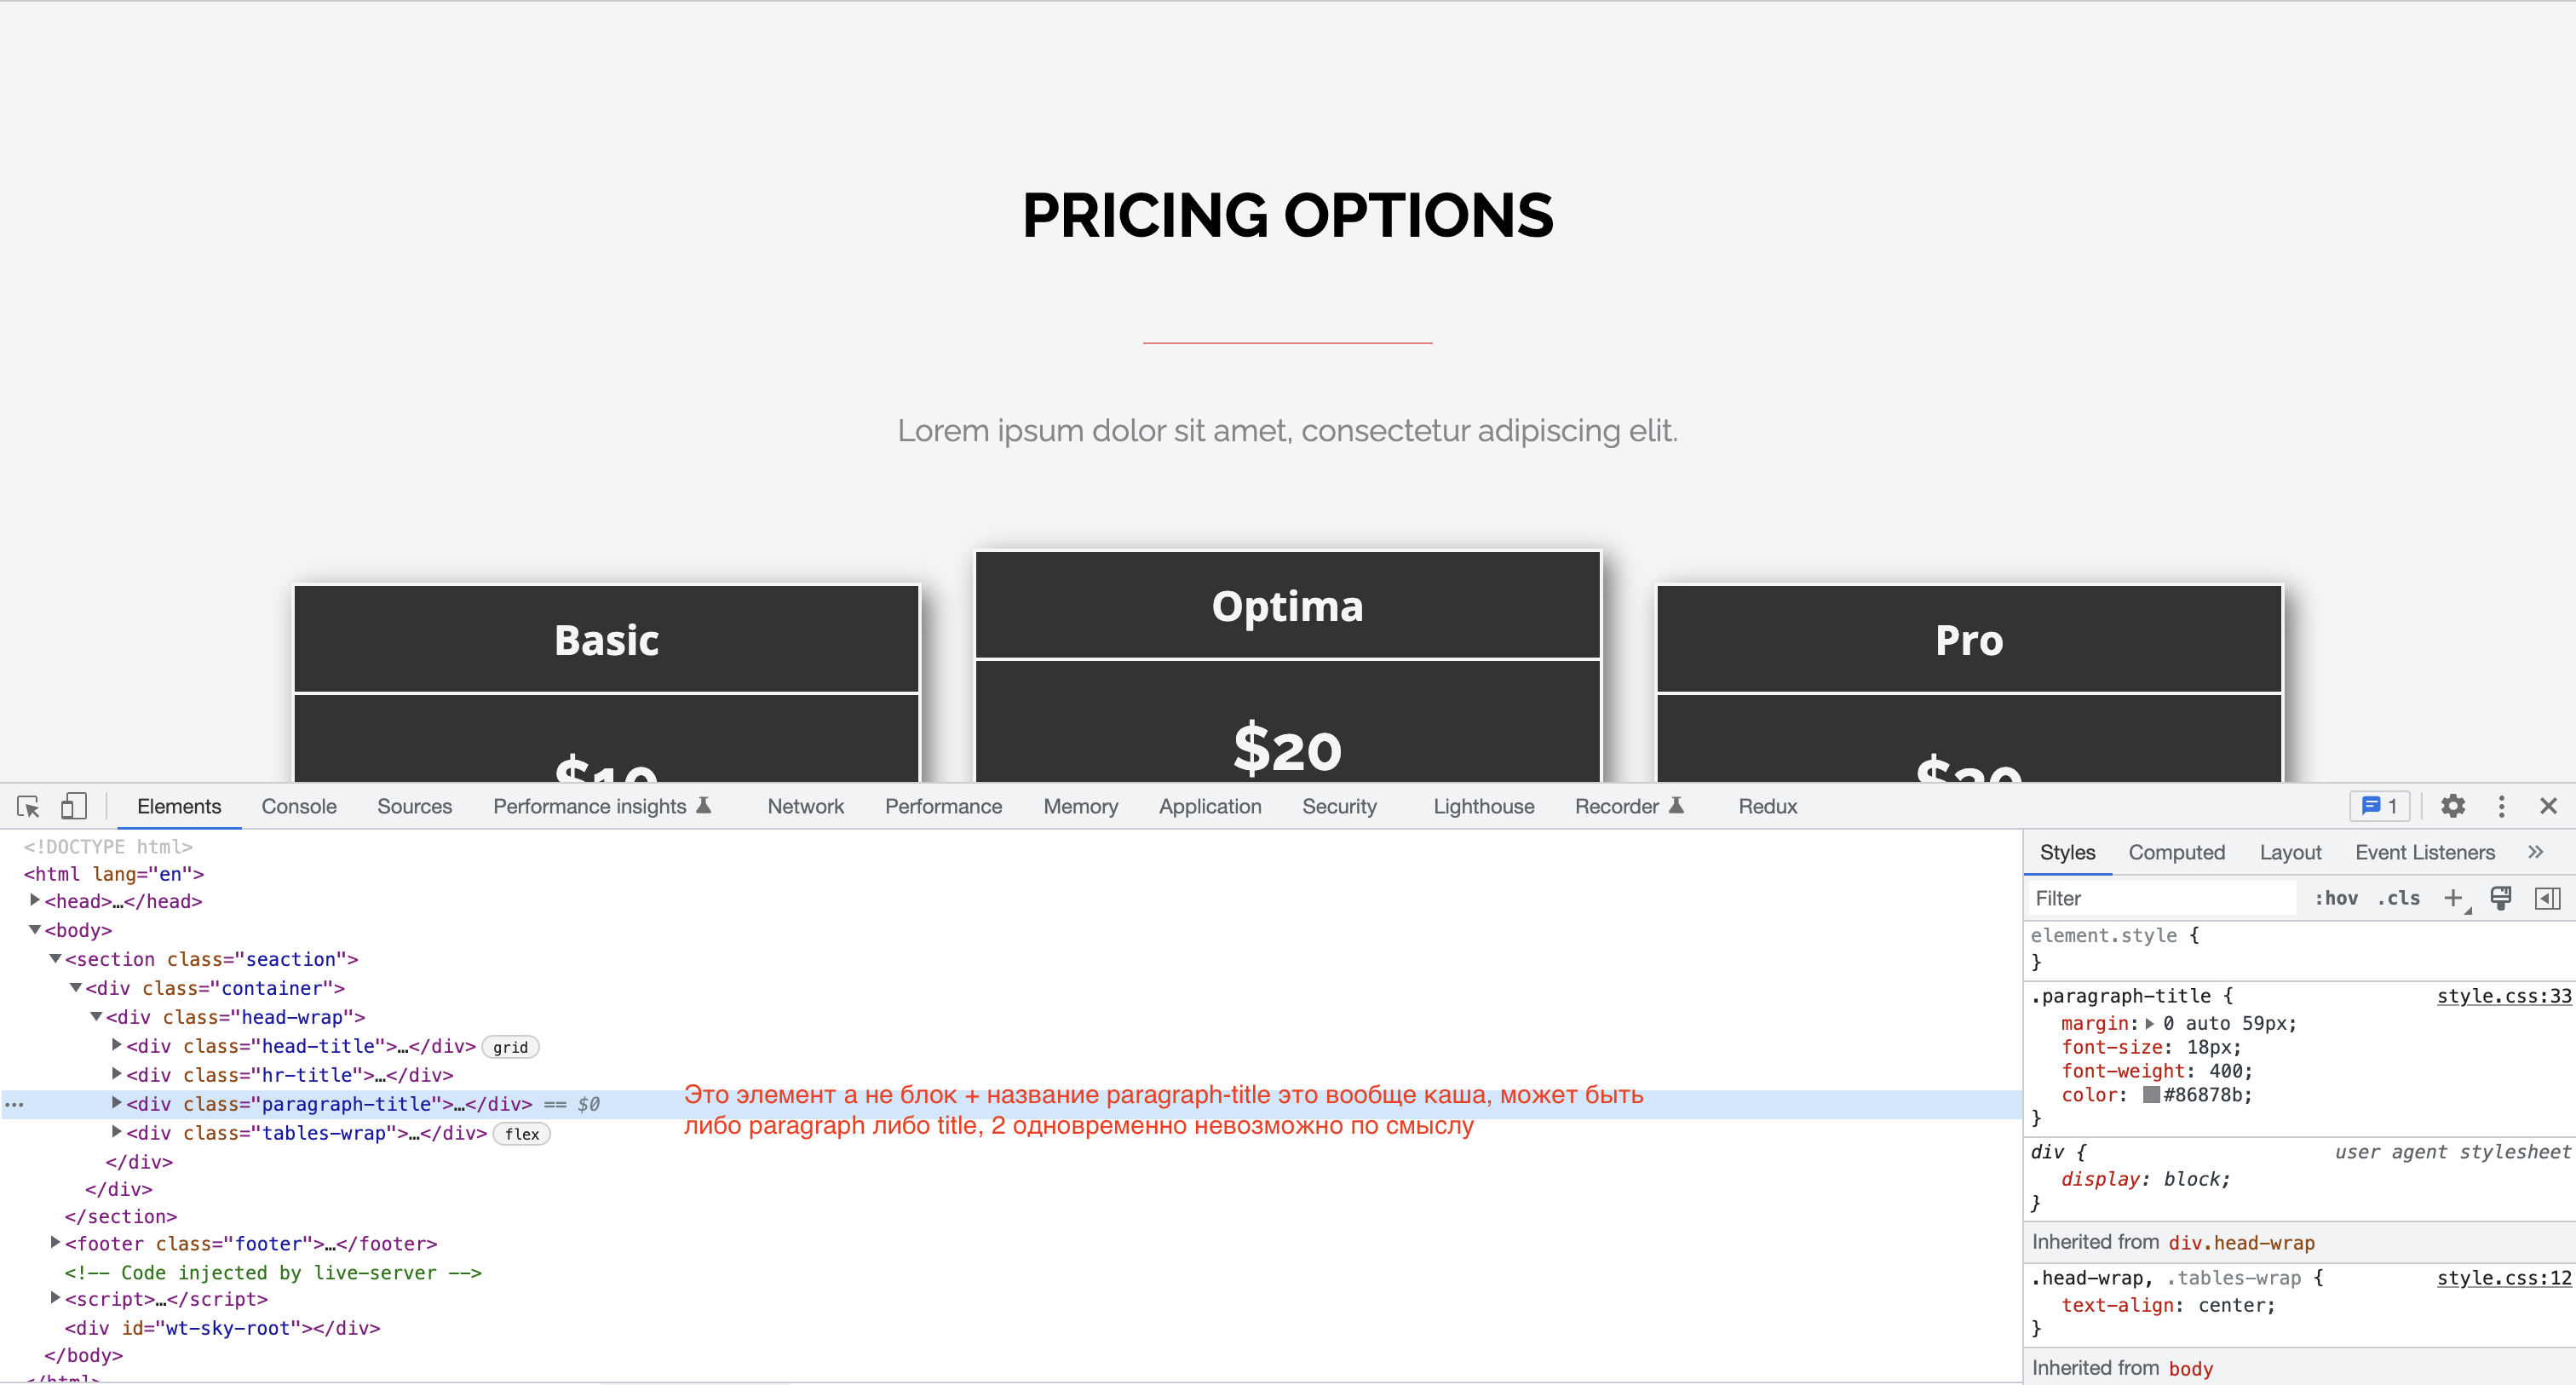 PRICING OPTIONS
Lorem ipsum dolor sit amet, consectetur adipiscing elit.
Basic
Optima
Pro
$10
$20
$30
Elements Console Sources Performance insights Network Performance Memory Application Security Lighthouse Recorder Redux 1
<!DOCTYPE html>
<html lang="en">
<head>…</head>
<body>
<section class="seaction">
<div class="container">
<div class="head-wrap">
<div class="head-title">…</div> grid
<div class="hr-title">…</div>
<div class="paragraph-title">…</div> == $0
<div class="tables-wrap">…</div> flex
</div>
</div>
</section>
<footer class="footer">…</footer>
<!-- Code injected by live-server -->
<script>…</script>
<div id="wt-sky-root"></div>
</body>
</html>
Это элемент а не блок + название paragraph-title это вообще каша, может быть
либо paragraph либо title, 2 одновременно невозможно по смыслу
Styles Computed Layout Event Listeners »
Filter :hov .cls +
element.style {
}
.paragraph-title { style.css:33
margin: 0 auto 59px;
font-size: 18px;
font-weight: 400;
color: #86878b;
}
div { user agent stylesheet
display: block;
}
Inherited from div.head-wrap
.head-wrap, .tables-wrap { style.css:12
text-align: center;
}
Inherited from body